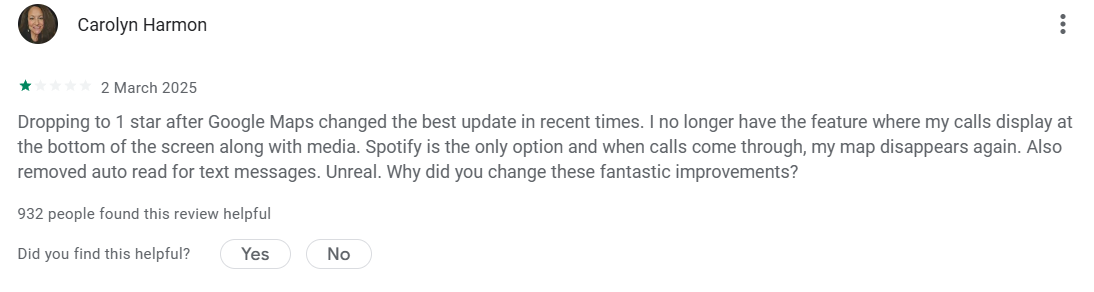 Carolyn Harmon
2 March 2025
Dropping to 1 star after Google Maps changed the best update in recent times. I no longer have the feature where my calls display at
the bottom of the screen along with media. Spotify is the only option and when calls come through, my map disappears again. Also
removed auto read for text messages. Unreal. Why did you change these fantastic improvements?
932 people found this review helpful
Did you find this helpful? Yes No